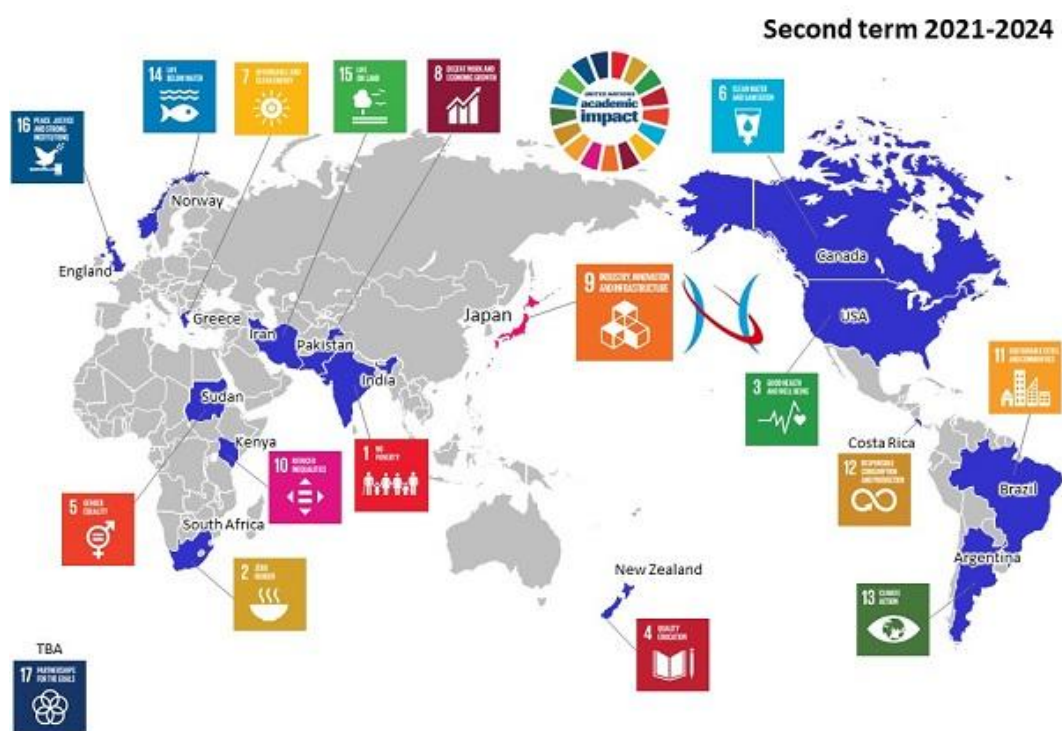 Second term 2021-2024
14 LIFE
BELOW WATER
7 AFFORDABLE AND
CLEAN ENERGY
15 LIFE
ON LAND
8 DECENT WORK AND
ECONOMIC GROWTH
UNITED NATIONS
academic
impact
6 CLEAN WATER
AND SANITATION
16 PEACE JUSTICE
AND STRONG
INSTITUTIONS
Norway
England
Canada
9 INDUSTRY, INNOVATION
AND INFRASTRUCTURE
Japan
Greece
Iran
Pakistan
USA
India
11 SUSTAINABLE CITIES
AND COMMUNITIES
Sudan
3 GOOD HEALTH
AND WELL BEING
Kenya
Costa Rica
1 NO
POVERTY
10 REDUCED
INEQUALITIES
12 RESPONSIBLE
CONSUMPTION
AND PRODUCTION
Brazil
5 GENDER
EQUALITY
South Africa
Argentina
2 ZERO
HUNGER
New Zealand
13 CLIMATE
ACTION
4 QUALITY
EDUCATION
TBA
17 PARTNERSHIPS
FOR THE GOALS